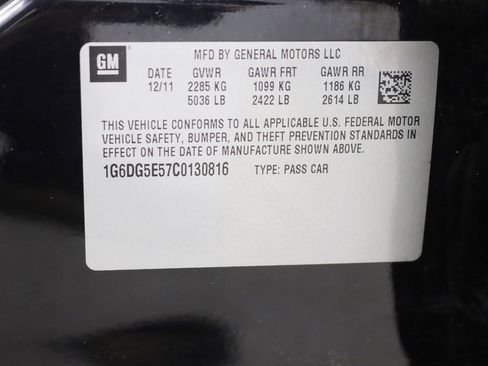 GM
MFD BY GENERAL MOTORS LLC
DATE GVWR GAWR FRT GAWR RR
12/11 2285 KG 1099 KG 1186 KG
5036 LB 2422 LB 2614 LB
THIS VEHICLE CONFORMS TO ALL APPLICABLE U.S. FEDERAL MOTOR
VEHICLE SAFETY, BUMPER, AND THEFT PREVENTION STANDARDS IN
EFFECT ON THE DATE OF MANUFACTURE SHOWN ABOVE.
1G6DG5E57C0130816 TYPE: PASS CAR